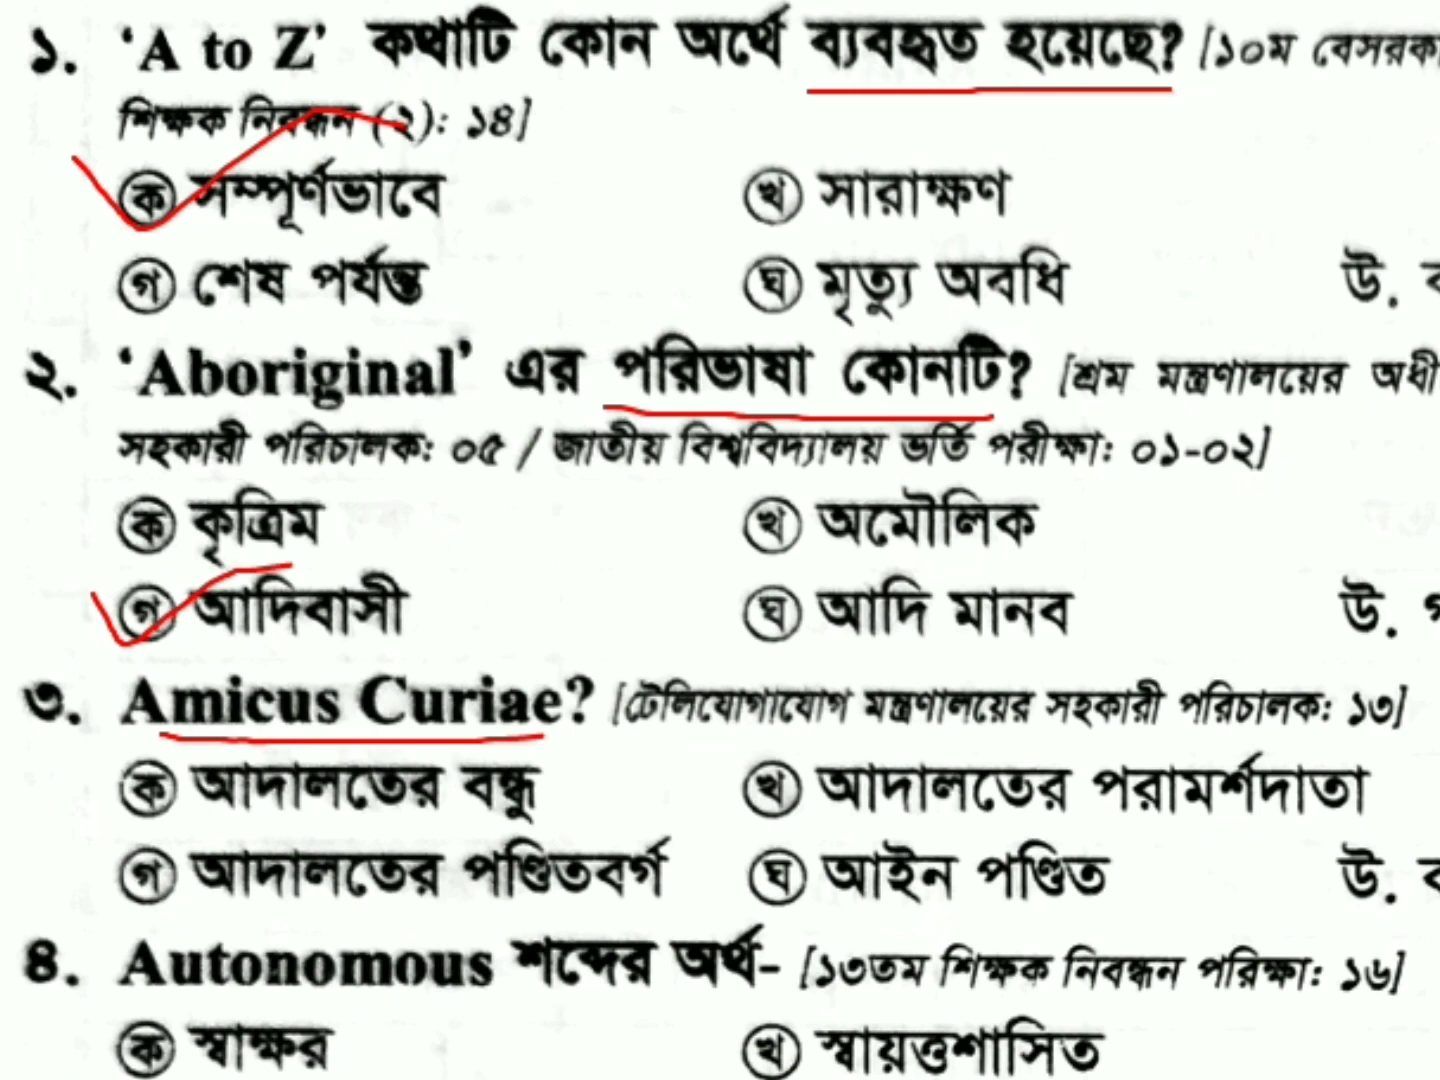 ১. ‘A to Z’ কথাটি কোন অর্থে ব্যবহৃত হয়েছে? [১০ম
শিক্ষক নিবন্ধন (২): ১৪]
ক সম্পূর্ণভাবে খ সারাক্ষণ
গ শেষ পর্যন্ত ঘ মৃত্যু অবধি উ.
২. ‘Aboriginal’ এর পরিভাষা কোনটি? [শ্রম মন্ত্রণালয়ের
সহকারী পরিচালক: ০৫ / জাতীয় বিশ্ববিদ্যালয় ভর্তি পরীক্ষা: ০১-০২]
ক কৃত্রিম খ অমৌলিক
গ আদিবাসী ঘ আদি মানব উ.
৩. Amicus Curiae? [টেলিযোগাযোগ মন্ত্রণালয়ের সহকারী পরিচালক: ১৩]
ক আদালতের বন্ধু খ আদালতের পরামর্শদাতা
গ আদালতের পণ্ডিতবর্গ ঘ আইন পণ্ডিত উ.
৪. Autonomous শব্দের অর্থ- [১৩তম শিক্ষক নিবন্ধন পরিক্ষা: ১৬]
ক স্বাক্ষর খ স্বায়ত্তশাসিত